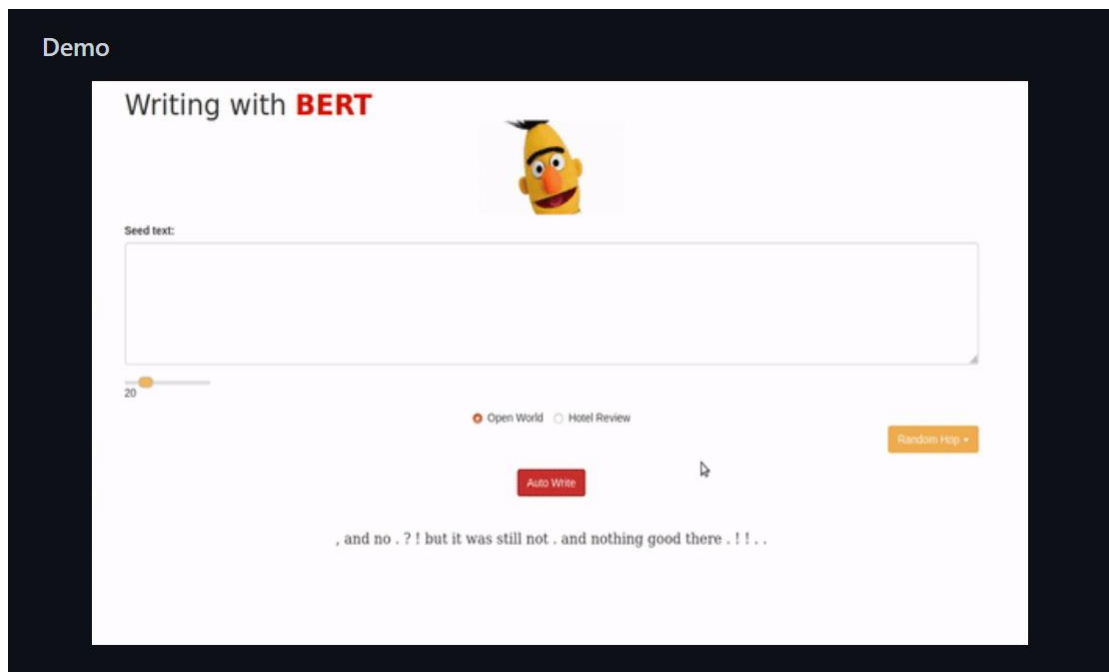 Demo
Writing with BERT
Seed text:
20
Open World Hotel Review
Random Hop
Auto Write
, and no . ? ! but it was still not . and nothing good there . ! ! . .